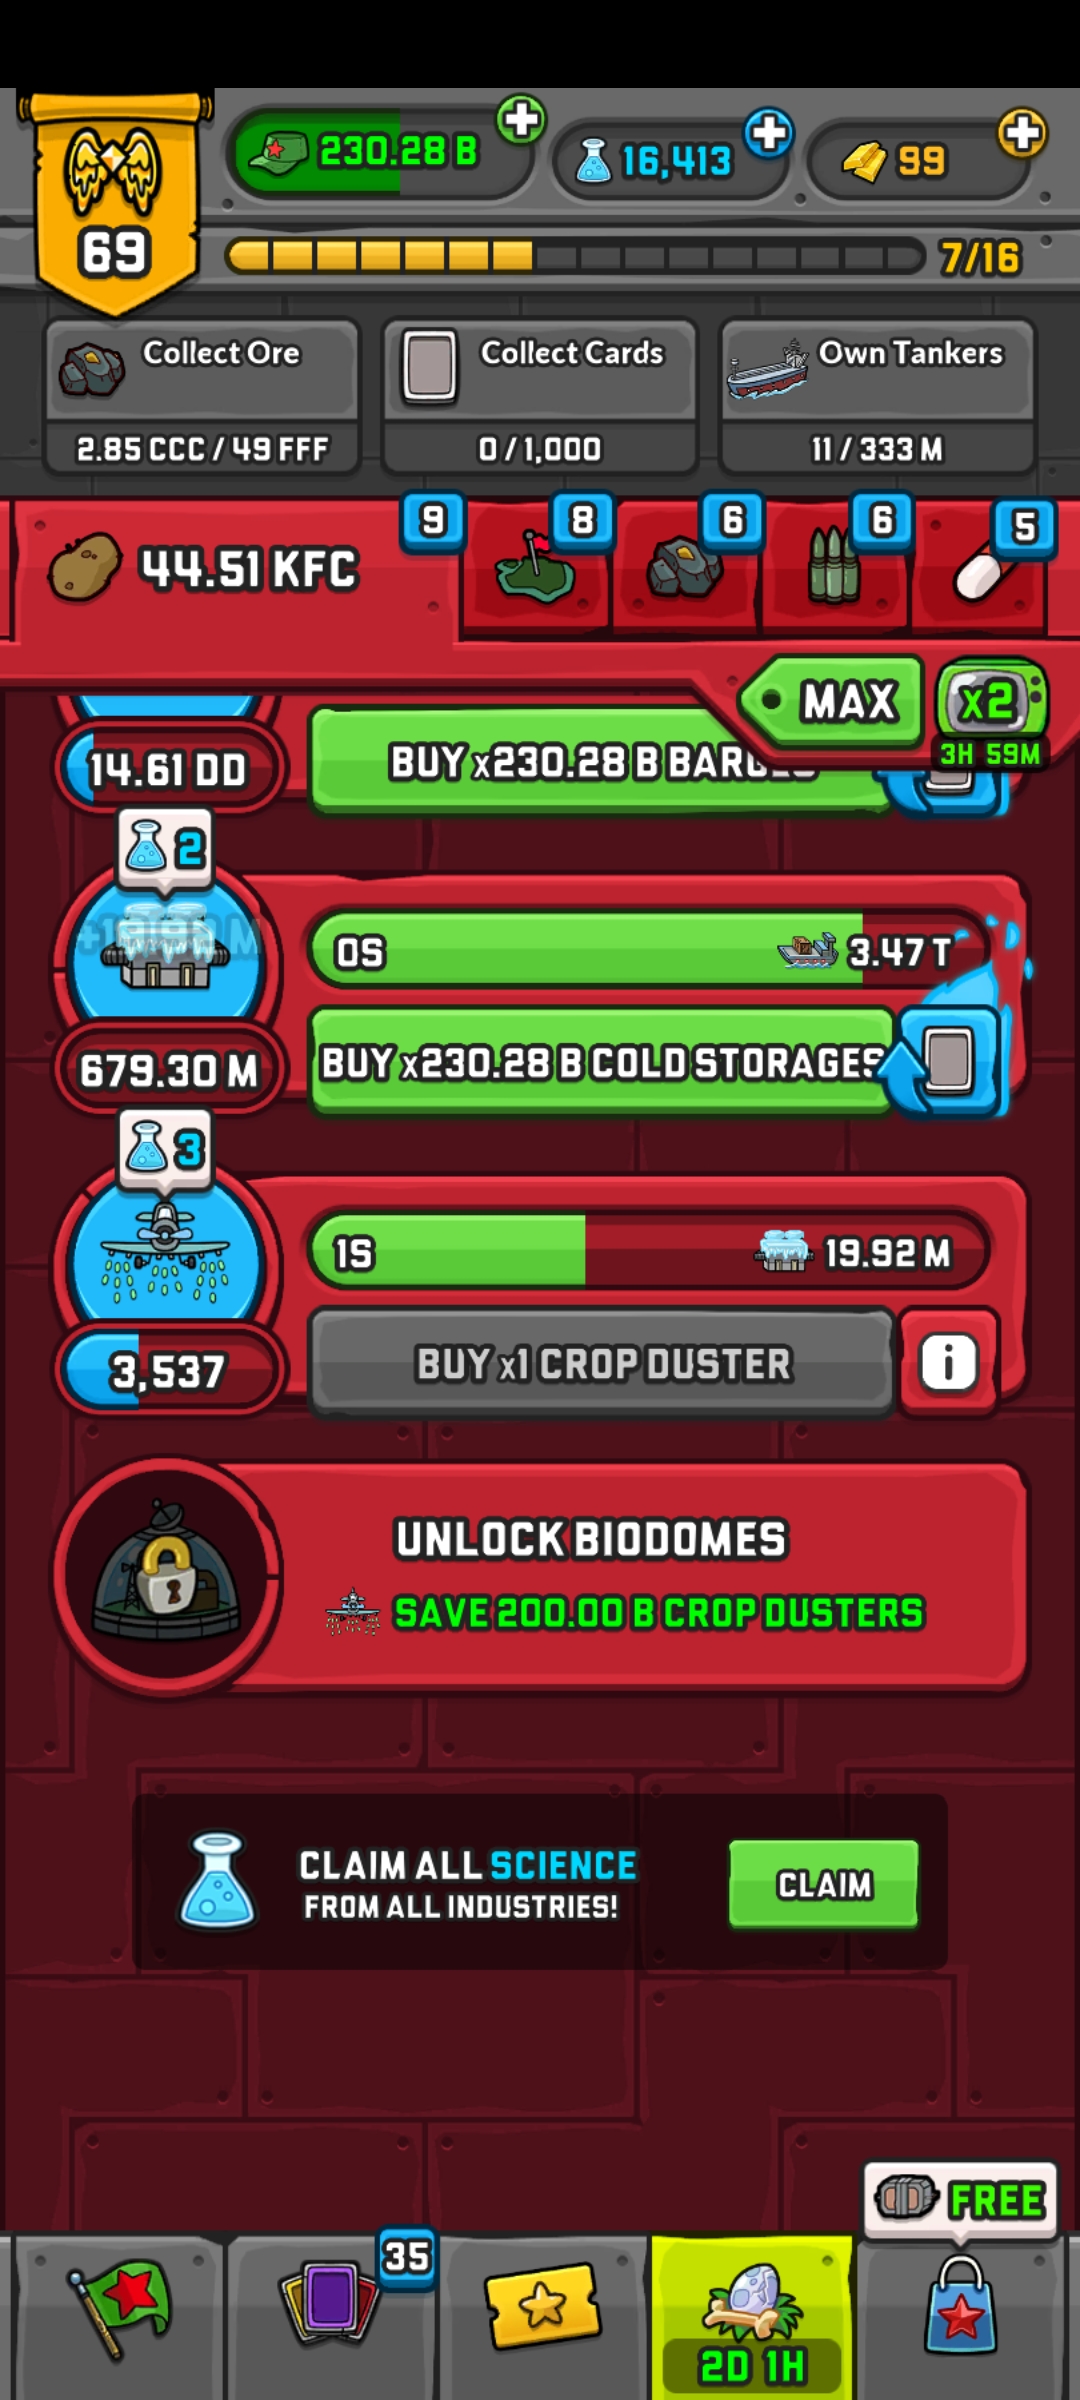 230.28 B
16,413
99
69
7/16
Collect Ore
Collect Cards
Own Tankers
2.85 CCC / 49 FFF
0 / 1,000
11 / 333 M
44.51 KFC
9
8
6
6
5
MAX
x2
3H 59M
14.61 DD
BUY x230.28 B BARGES
2
0S
3.47 T
679.30 M
BUY x230.28 B COLD STORAGES
3
1S
19.92 M
3,537
BUY x1 CROP DUSTER
i
UNLOCK BIODOMES
SAVE 200.00 B CROP DUSTERS
CLAIM ALL SCIENCE
FROM ALL INDUSTRIES!
CLAIM
FREE
35
2D 1H